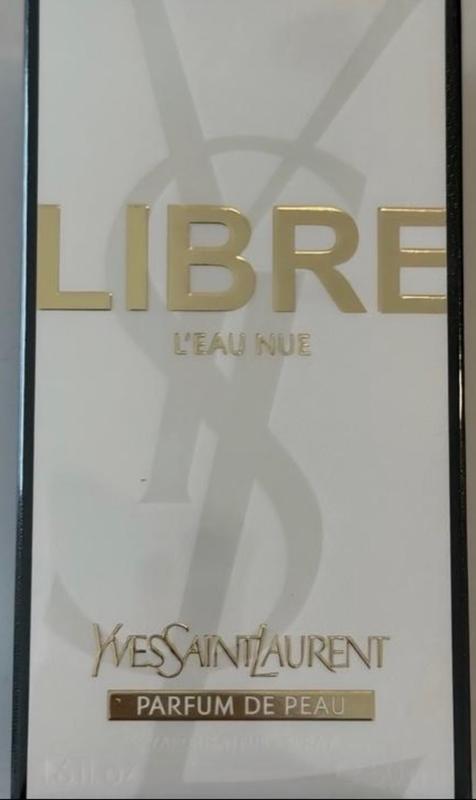 LIBRE
L'EAU NUE
YVESSAINTLAURENT
PARFUM DE PEAU